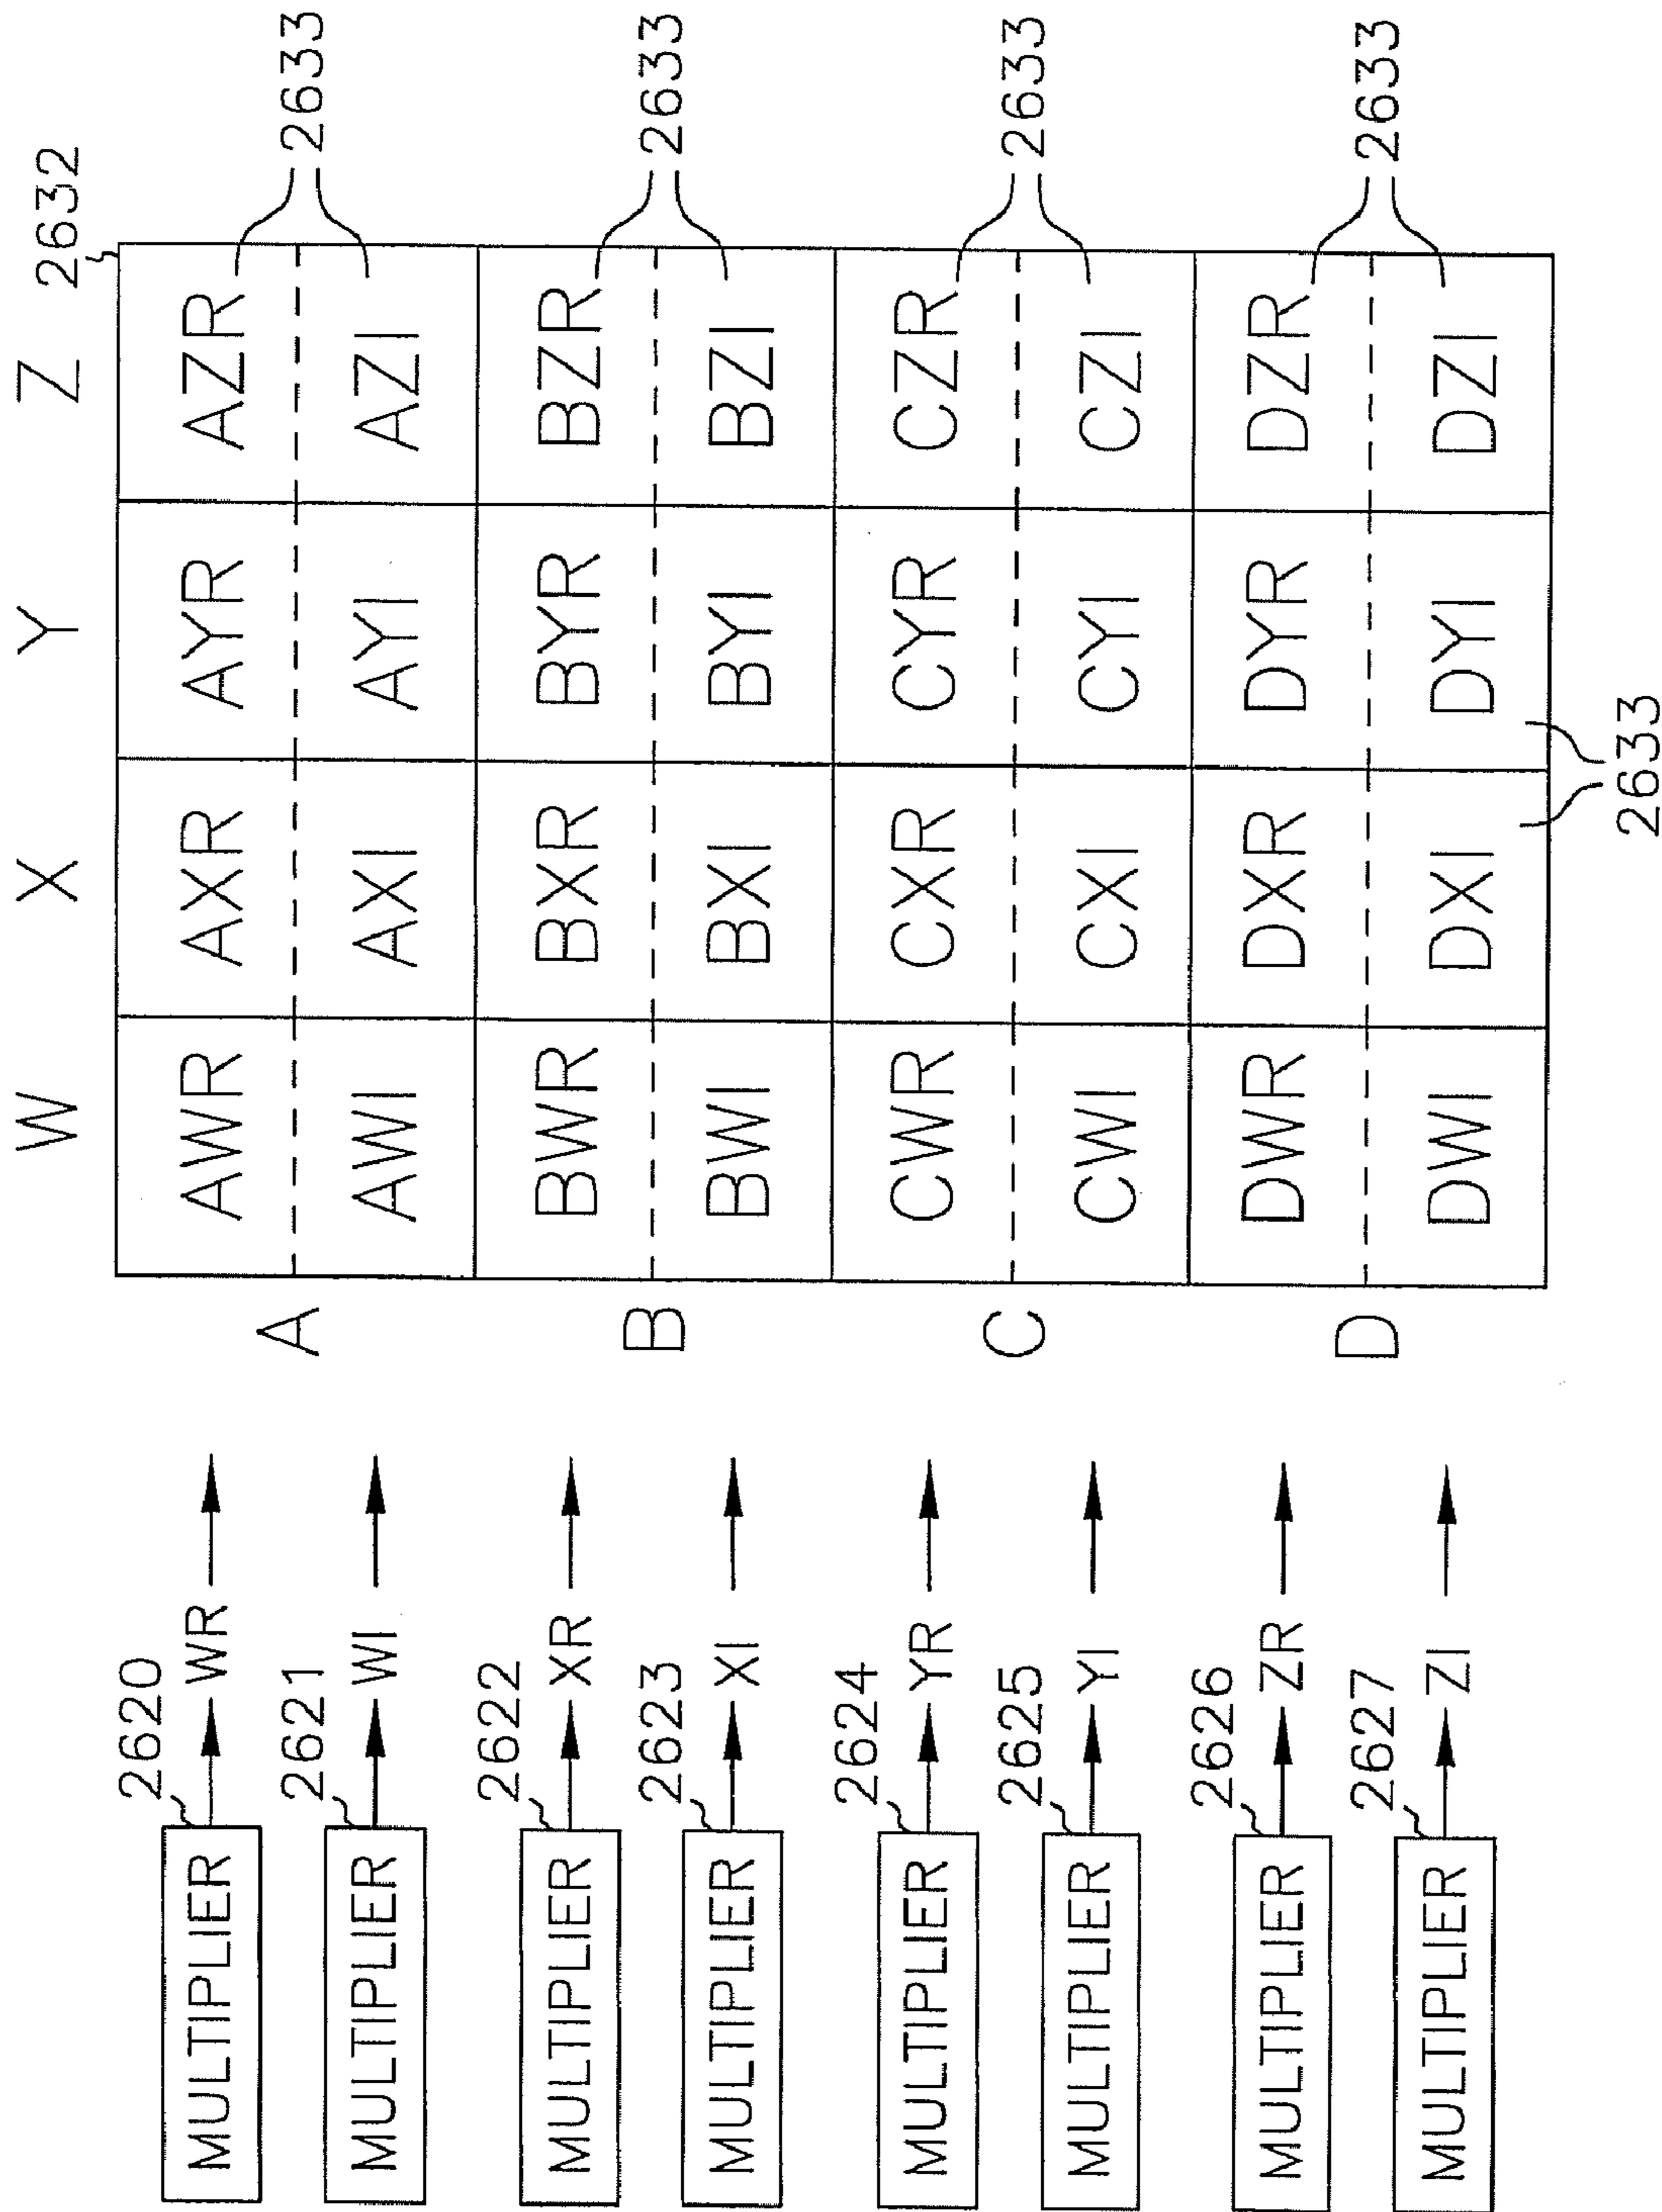 MULTIPLIER 2620 WR
MULTIPLIER 2621 WI
MULTIPLIER 2622 XR
MULTIPLIER 2623 XI
MULTIPLIER 2624 YR
MULTIPLIER 2625 YI
MULTIPLIER 2626 ZR
MULTIPLIER 2627 ZI
W X Y Z 2632
A
AWR AXR AYR AZR
AWI AXI AYI AZI
2633
B
BWR BXR BYR BZR
BWI BXI BYI BZI
2633
C
CWR CXR CYR CZR
CWI CXI CYI CZI
2633
D
DWR DXR DYR DZR
DWI DXI DYI DZI
2633
2633